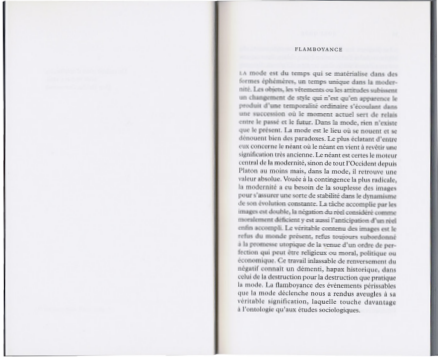 FLAMBOYANCE
La mode est du temps qui se matérialise dans des
formes éphémères, un temps unique dans la moder-
nité. Les objets, les vêtements ou les attitudes subissent
un changement de style qui n'est qu'en apparence le
produit d'une temporalité ordinaire s'écoulant dans
une succession où le moment actuel sert de relais
entre le passé et le futur. Dans la mode, rien n'existe
que le présent. La mode est le lieu où se nouent et se
dénouent bien des paradoxes. Le plus éclatant d'entre
eux concerne le néant où le néant en vient à revêtir une
signification très ancienne. Le néant est certes le moteur
central de la modernité, sinon de tout l'Occident depuis
Platon au moins mais, dans la mode, il retrouve une
valeur absolue. Vouée à la contingence la plus radicale,
la modernité a eu besoin de la souplesse des images
pour s'assurer une sorte de stabilité dans le dynamisme
de son évolution constante. La tâche accomplie par les
images est double, la négation du réel considéré comme
moralement déficient y est aussi l'anticipation d'un réel
enfin accompli. Le véritable contenu des images est le
refus du monde présent, refus toujours subordonné
à la promesse utopique de la venue d'un ordre de per-
fection qui peut être religieux ou moral, politique ou
économique. Ce travail inlassable de renversement du
négatif connaît un démenti, hapax historique, dans
celui de la destruction pour la destruction que pratique
la mode. La flamboyance des événements périssables
que la mode déclenche nous a rendus aveugles à sa
véritable signification, laquelle touche davantage
à l'ontologie qu'aux études sociologiques.